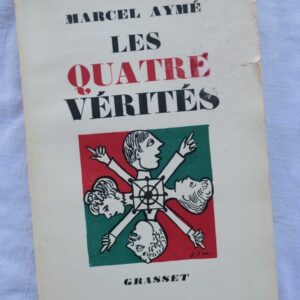 MARCEL AYMÉ
LES
QUATRE
VÉRITÉS
GRASSET